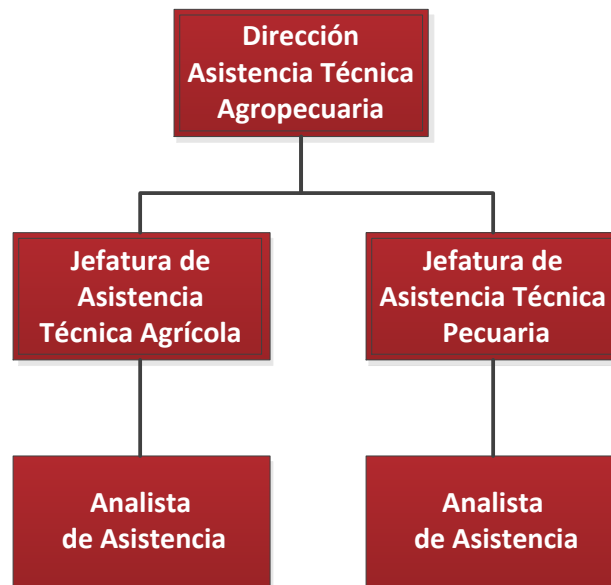 Dirección
Asistencia Técnica
Agropecuaria
Jefatura de
Asistencia
Técnica Agrícola
Jefatura de
Asistencia Técnica
Pecuaria
Analista
de Asistencia
Analista
de Asistencia